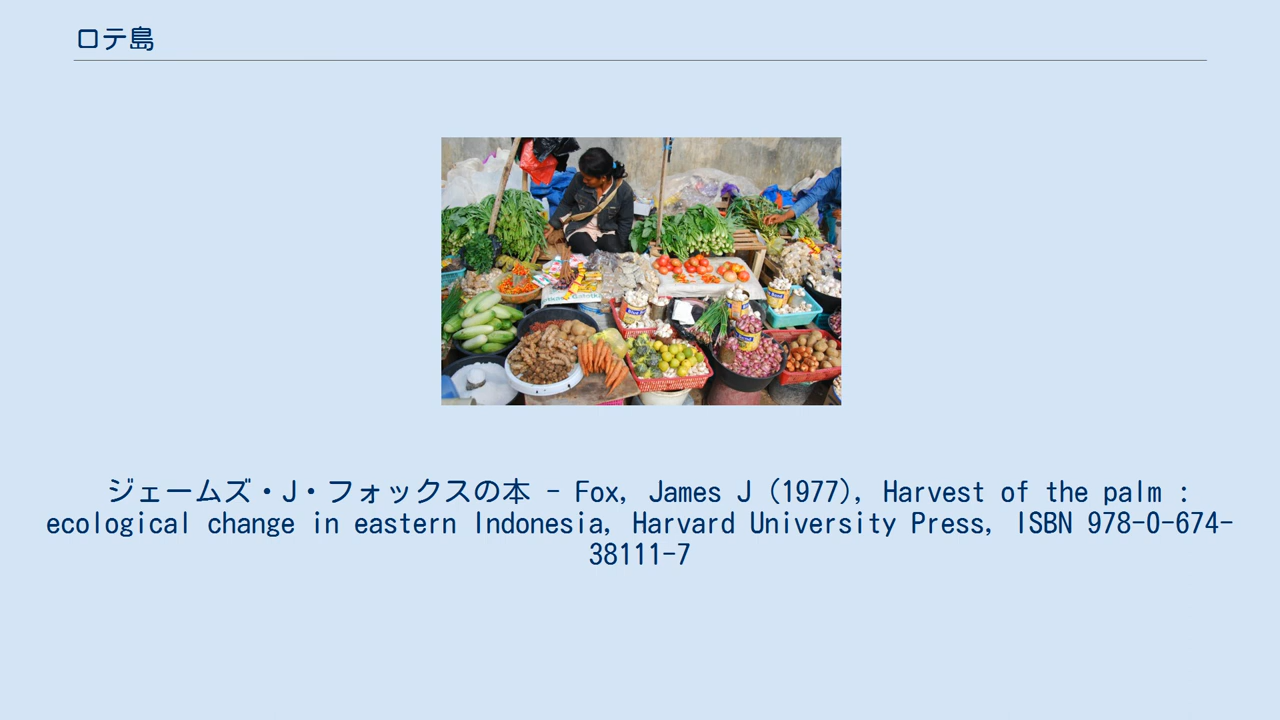 ロテ島
ジェームズ・J・フォックスの本 - Fox, James J (1977), Harvest of the palm :
ecological change in eastern Indonesia, Harvard University Press, ISBN 978-0-674-
38111-7